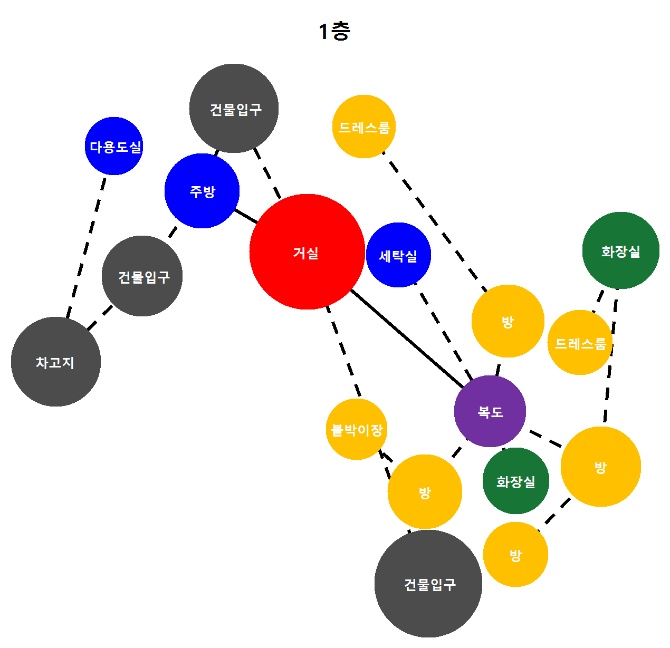 1층
건물입구
드레스룸
다용도실
주방
거실
세탁실
화장실
건물입구
방
드레스룸
차고지
복도
붙박이장
방
화장실
방
방
건물입구